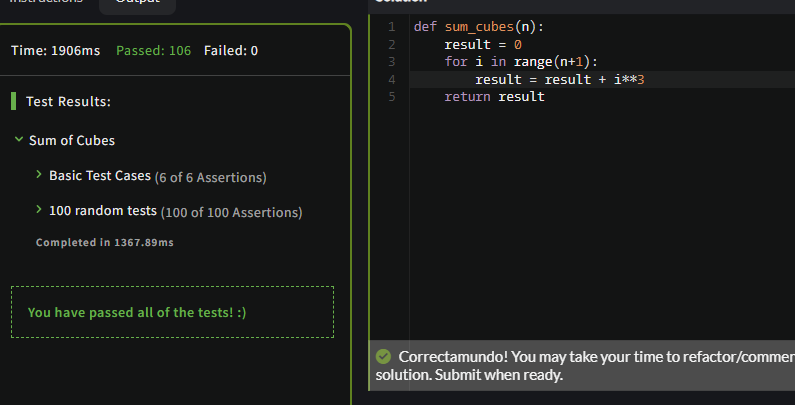 Instructions Output
Time: 1906ms Passed: 106 Failed: 0
Test Results:
Sum of Cubes
Basic Test Cases (6 of 6 Assertions)
100 random tests (100 of 100 Assertions)
Completed in 1367.89ms
You have passed all of the tests! :)
Solution
1 def sum_cubes(n):
2 result = 0
3 for i in range(n+1):
4 result = result + i**3
5 return result
Correctamundo! You may take your time to refactor/commen
solution. Submit when ready.